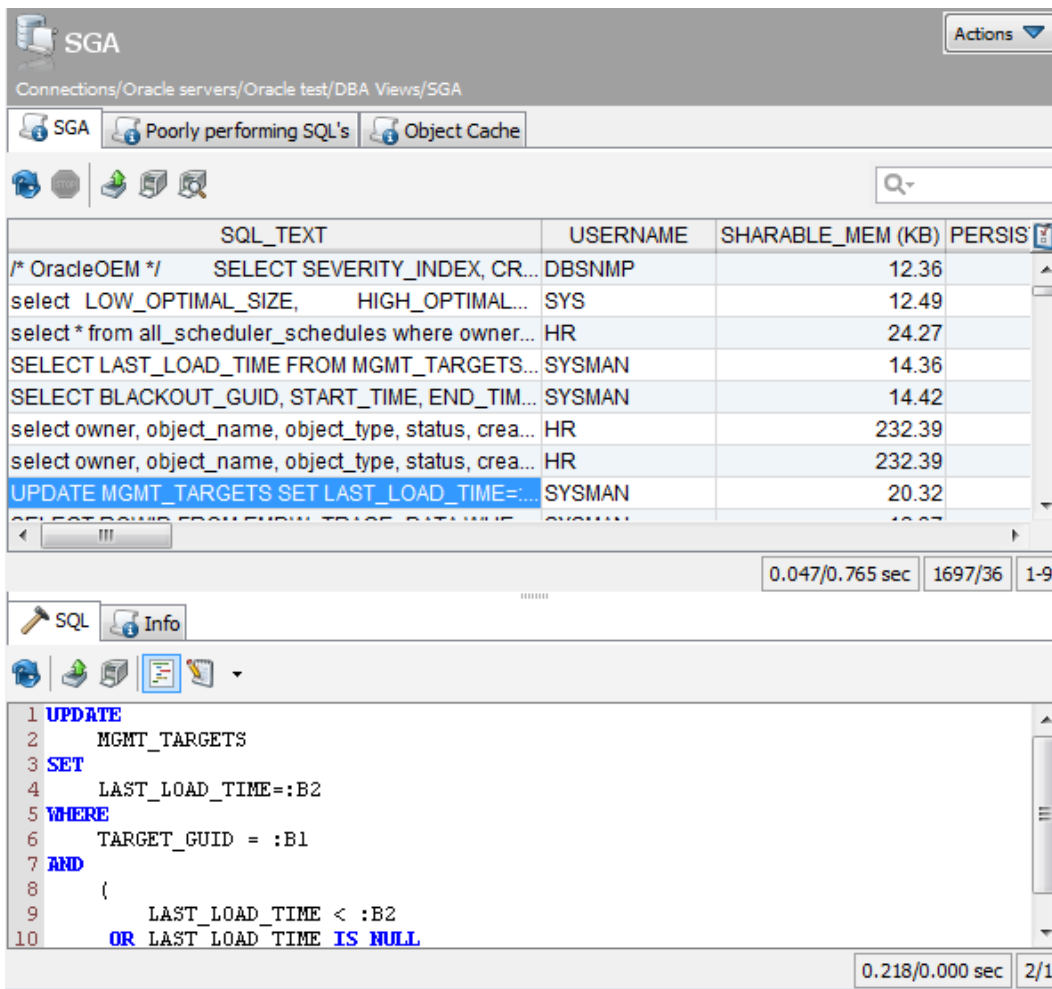 SGA
Actions
Connections/Oracle servers/Oracle test/DBA Views/SGA
SGA Poorly performing SQL's Object Cache
STOP
SQL_TEXT USERNAME SHARABLE_MEM (KB) PERSIS
/* OracleOEM */ SELECT SEVERITY_INDEX, CR... DBSNMP 12.36
select LOW_OPTIMAL_SIZE, HIGH_OPTIMAL... SYS 12.49
select * from all_scheduler_schedules where owner... HR 24.27
SELECT LAST_LOAD_TIME FROM MGMT_TARGETS... SYSMAN 14.36
SELECT BLACKOUT_GUID, START_TIME, END_TIM... SYSMAN 14.42
select owner, object_name, object_type, status, crea... HR 232.39
select owner, object_name, object_type, status, crea... HR 232.39
UPDATE MGMT_TARGETS SET LAST_LOAD_TIME=:... SYSMAN 20.32
0.047/0.765 sec 1697/36 1-9
SQL Info
1 UPDATE
2 MGMT_TARGETS
3 SET
4 LAST_LOAD_TIME=:B2
5 WHERE
6 TARGET_GUID = :B1
7 AND
8 (
9 LAST_LOAD_TIME < :B2
10 OR LAST_LOAD_TIME IS NULL
0.218/0.000 sec 2/1